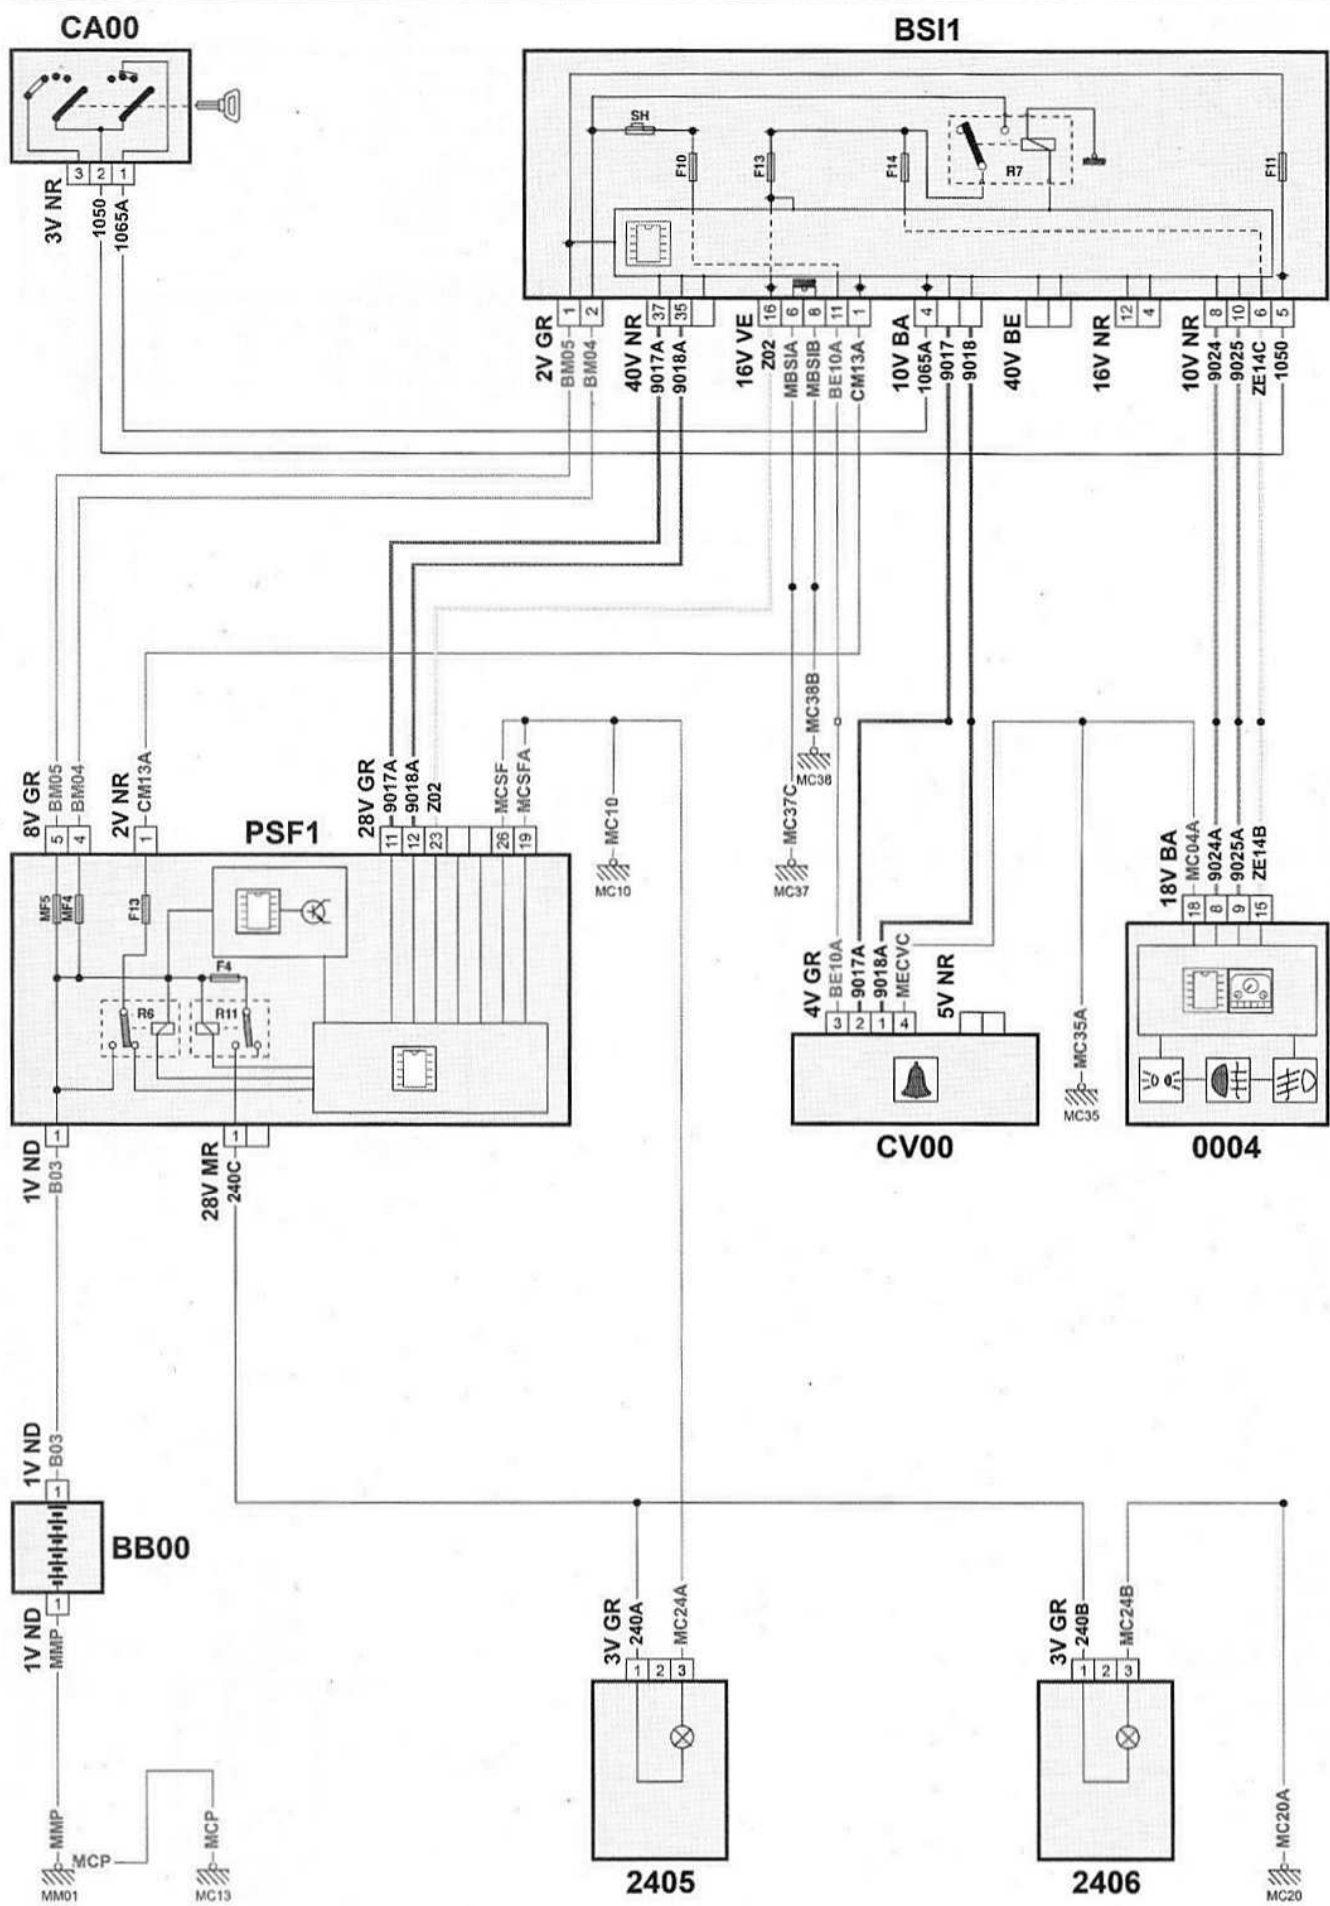 CA00
BSI1
SH
F10
F13
F14
R7
F11
3 2 1
3V NR
1050
1065A
1 2 37 35 16 6 8 11 1 4 12 4 8 10 6 5
2V GR
BM05
BM04
40V NR
9017A
9018A
16V VE
Z02
MBSIA
MBSIB
BE10A
CM13A
10V BA
1065A
9017
9018
40V BE
16V NR
10V NR
9024
9025
ZE14C
1050
MC38B
MC38
MC37C
MC37
8V GR
BM05
BM04
2V NR
CM13A
PSF1
28V GR
9017A
9018A
Z02
MCSF
MCSFA
MC10
MC10
5 4 1 11 12 23 26 19
MF5
MF4
F13
F4
R6
R11
18V BA
MC04A
9024A
9025A
ZE14B
18 8 9 15
4V GR
BE10A
9017A
9018A
MECVC
5V NR
3 2 1 4
MC35A
MC35
CV00
0004
1 1
1V ND
B03
28V MR
240C
1V ND
B03
1
BB00
1
1V ND
MMP
3V GR
240A
MC24A
1 2 3
3V GR
240B
MC24B
1 2 3
MMP
MCP
MCP
MM01
MC13
2405
2406
MC20A
MC20